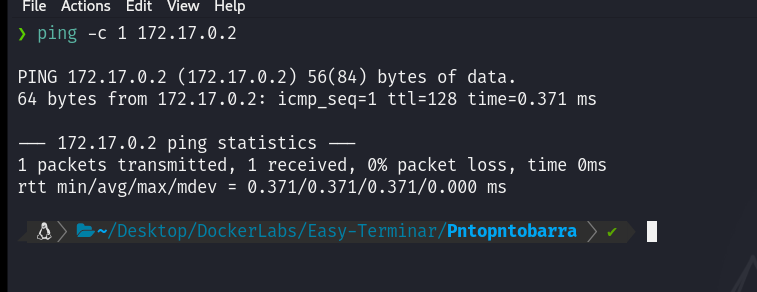 File Actions Edit View Help
❯ ping -c 1 172.17.0.2
PING 172.17.0.2 (172.17.0.2) 56(84) bytes of data.
64 bytes from 172.17.0.2: icmp_seq=1 ttl=128 time=0.371 ms
--- 172.17.0.2 ping statistics ---
1 packets transmitted, 1 received, 0% packet loss, time 0ms
rtt min/avg/max/mdev = 0.371/0.371/0.371/0.000 ms
~/Desktop/DockerLabs/Easy-Terminar/Pntopntobarra ✔